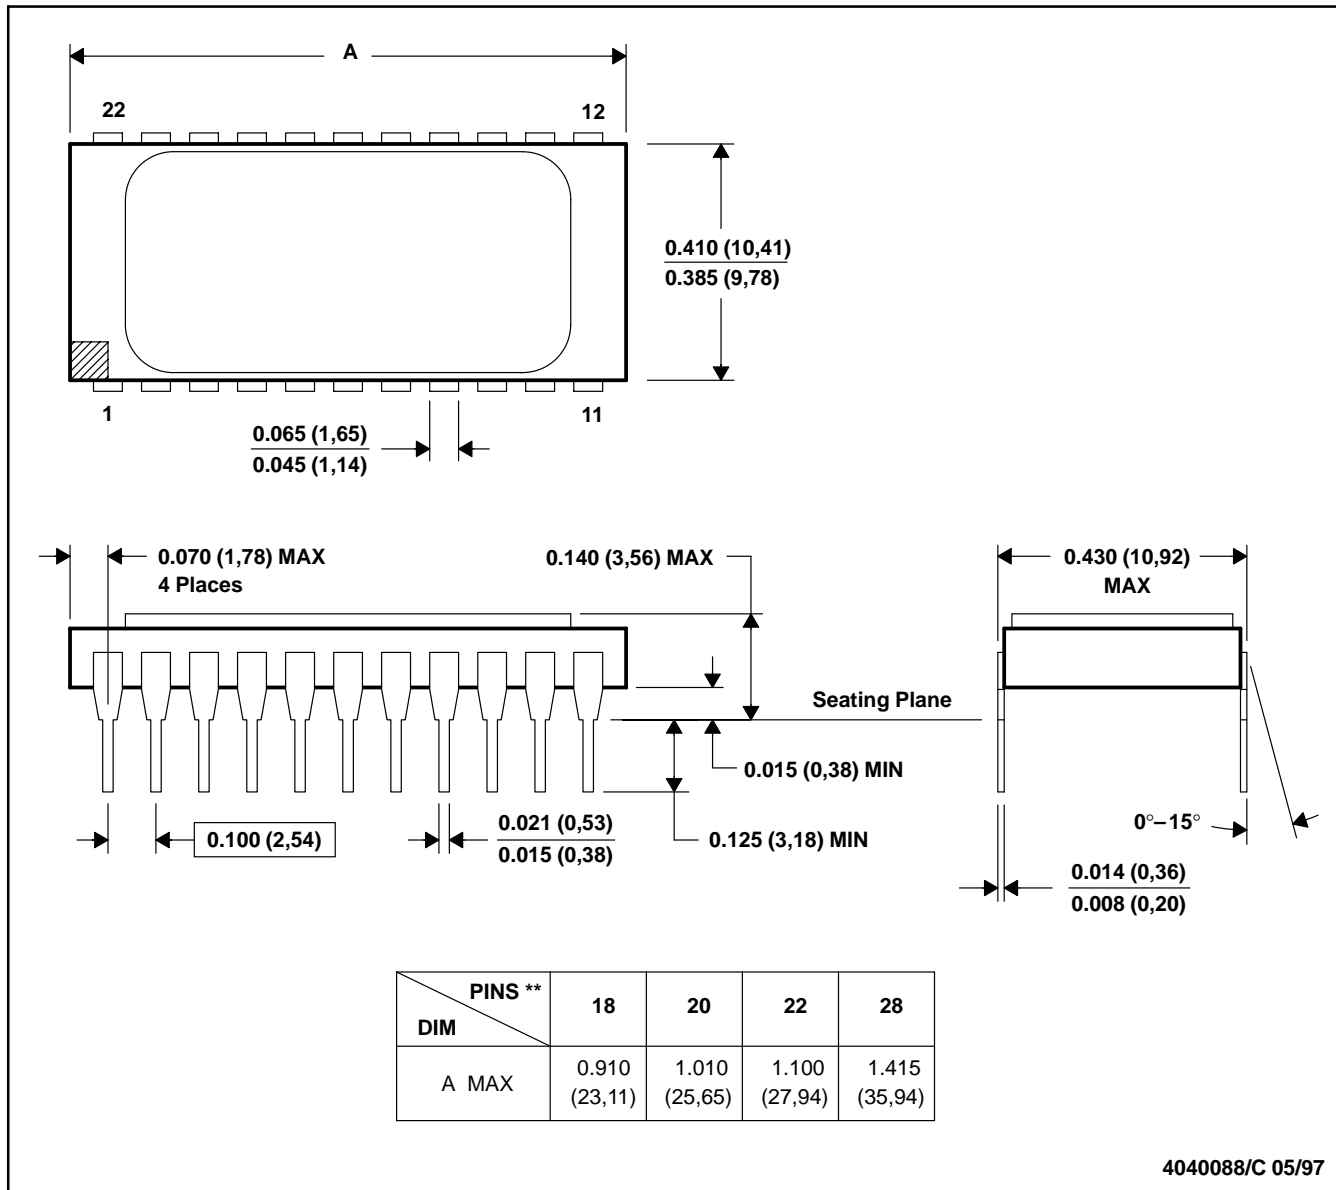 A
22
12
0.410 (10,41)
0.385 (9,78)
1
11
0.065 (1,65)
0.045 (1,14)
0.070 (1,78) MAX
4 Places
0.140 (3,56) MAX
0.430 (10,92)
MAX
Seating Plane
0.015 (0,38) MIN
0.100 (2,54)
0.021 (0,53)
0.015 (0,38)
0.125 (3,18) MIN
0°–15°
0.014 (0,36)
0.008 (0,20)
PINS **
DIM
18
20
22
28
A MAX
0.910
(23,11)
1.010
(25,65)
1.100
(27,94)
1.415
(35,94)
4040088/C 05/97